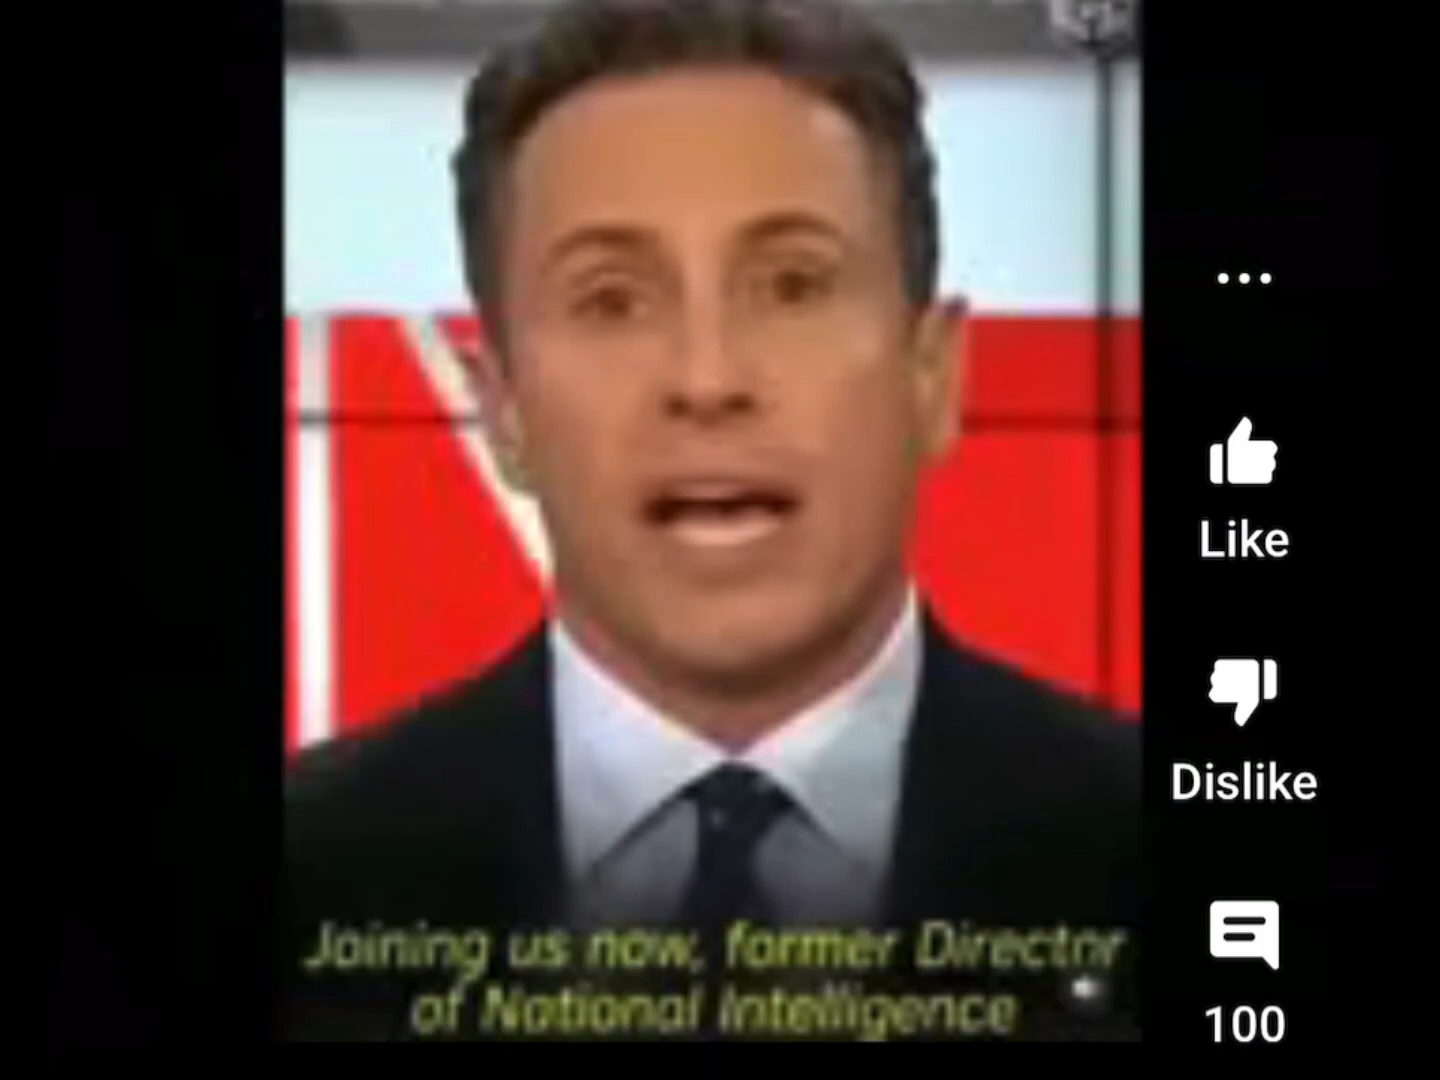 Like
Dislike
Joining us now, former Director
of National Intelligence
100